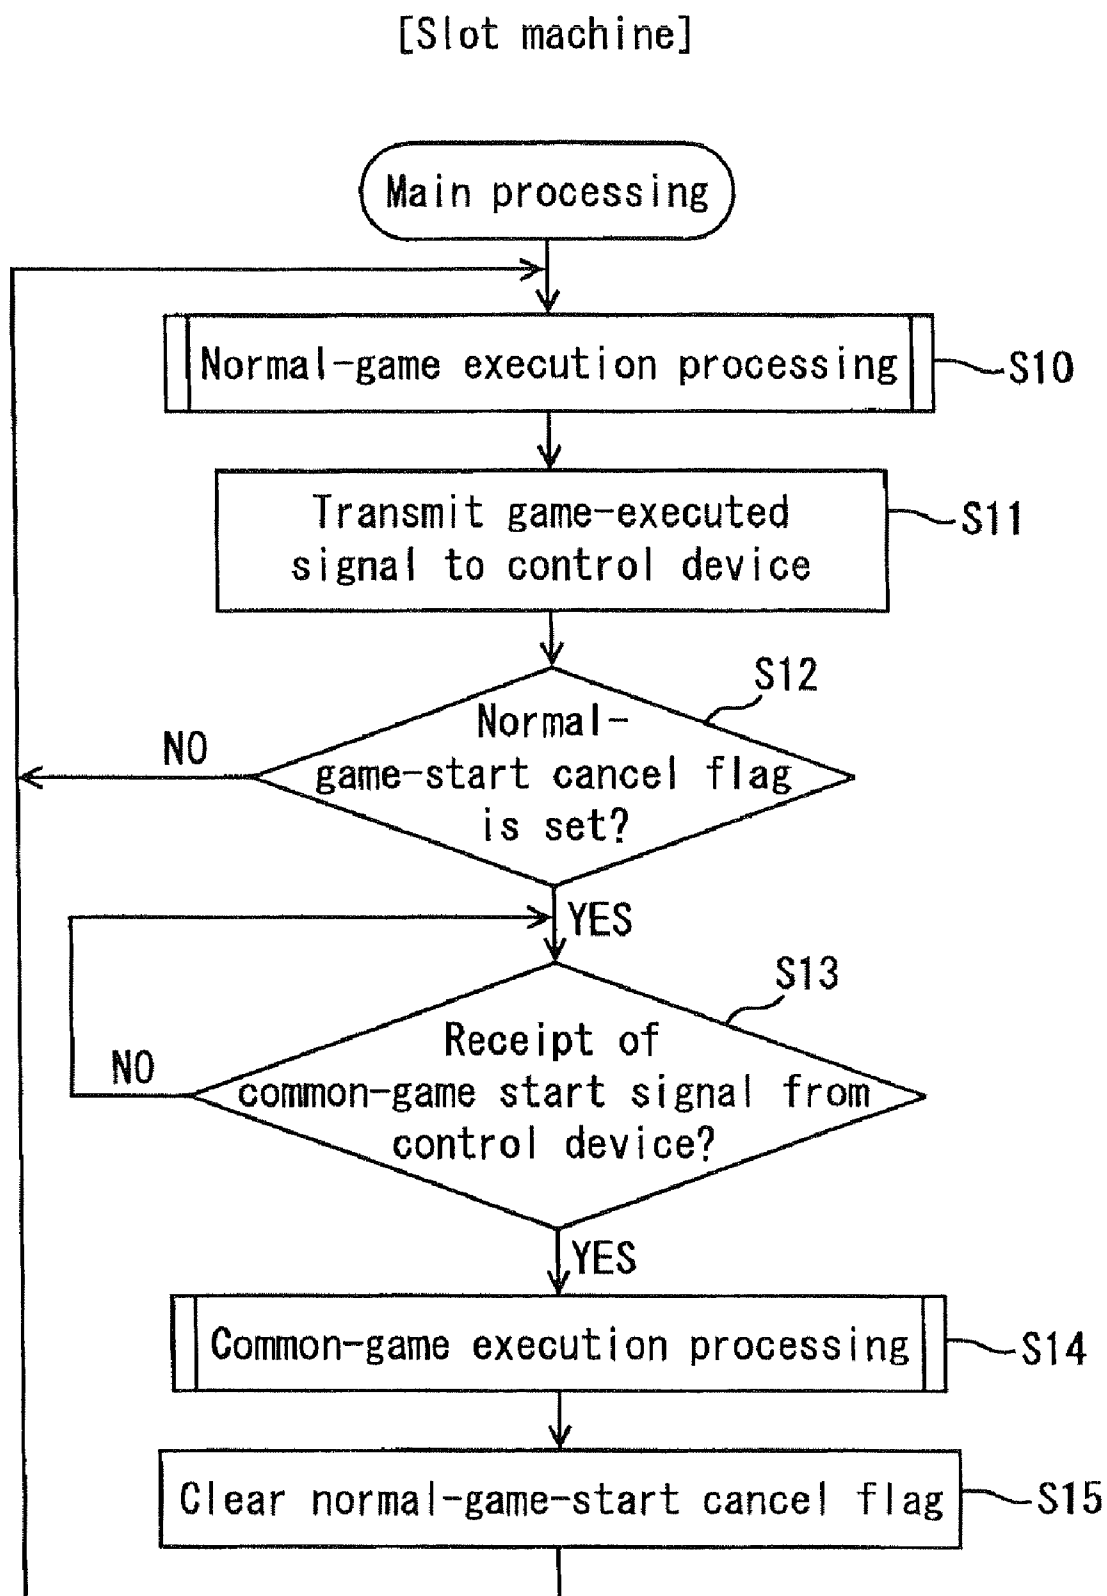 [Slot machine]
Main processing
Normal-game execution processing
S10
Transmit game-executed
signal to control device
S11
S12
Normal-
game-start cancel flag
is set?
NO
YES
S13
Receipt of
common-game start signal from
control device?
NO
YES
Common-game execution processing
S14
Clear normal-game-start cancel flag
S15